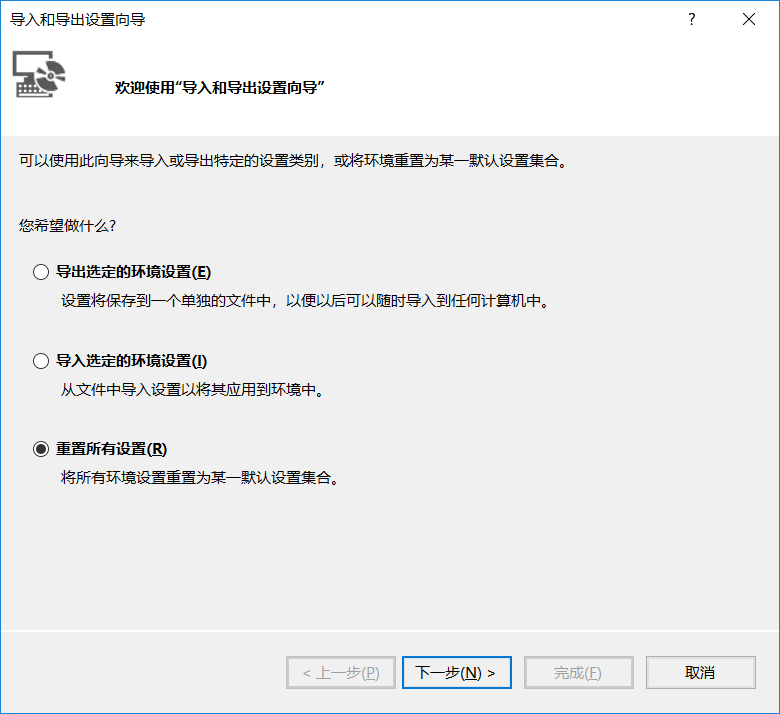 导入和导出设置向导
?
欢迎使用“导入和导出设置向导”
可以使用此向导来导入或导出特定的设置类别，或将环境重置为某一默认设置集合。
您希望做什么?
导出选定的环境设置(E)
设置将保存到一个单独的文件中，以便以后可以随时导入到任何计算机中。
导入选定的环境设置(I)
从文件中导入设置以将其应用到环境中。
重置所有设置(R)
将所有环境设置重置为某一默认设置集合。
< 上一步(P) 下一步(N) > 完成(F) 取消